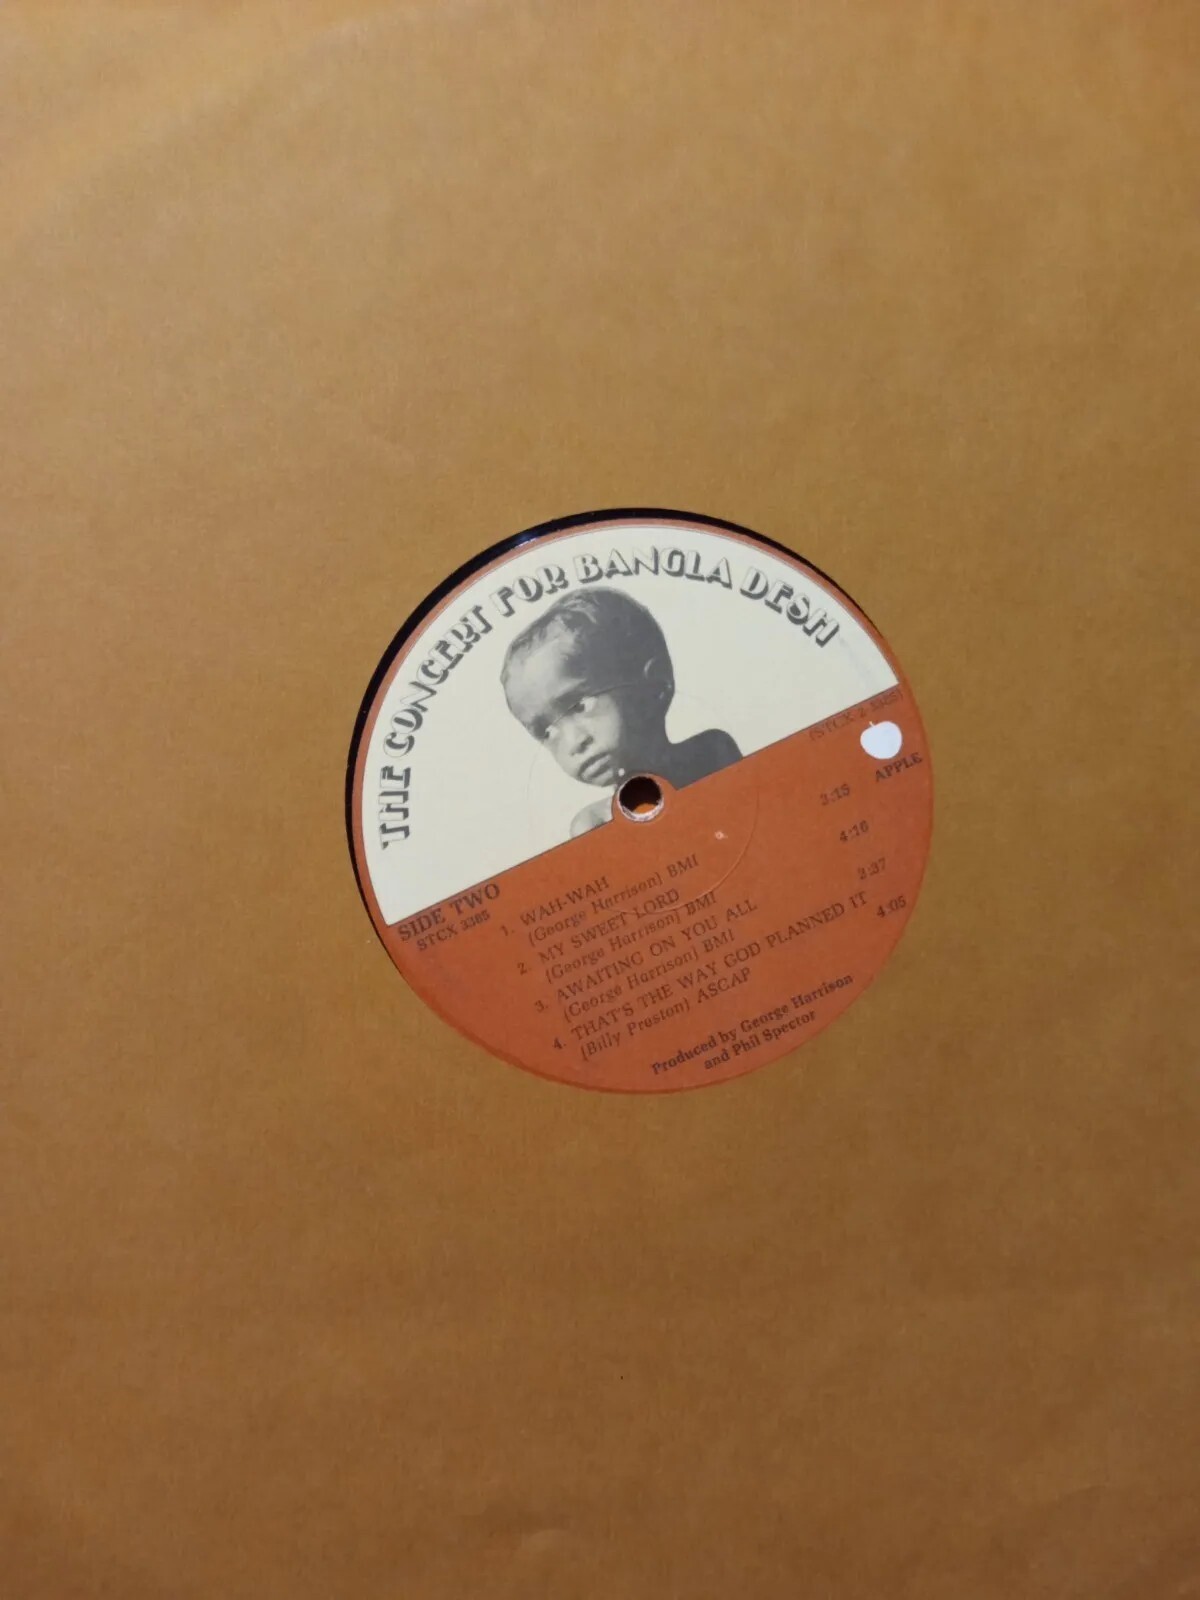 THE CONCERT FOR BANGLA DESH
(STCX 2 3385)
APPLE
SIDE TWO
STCX 3385
1. WAH-WAH 3:15
(George Harrison) BMI
2. MY SWEET LORD 4:16
(George Harrison) BMI
3. AWAITING ON YOU ALL 2:37
(George Harrison) BMI
4. THAT'S THE WAY GOD PLANNED IT 4:05
(Billy Preston) ASCAP
Produced by George Harrison
and Phil Spector